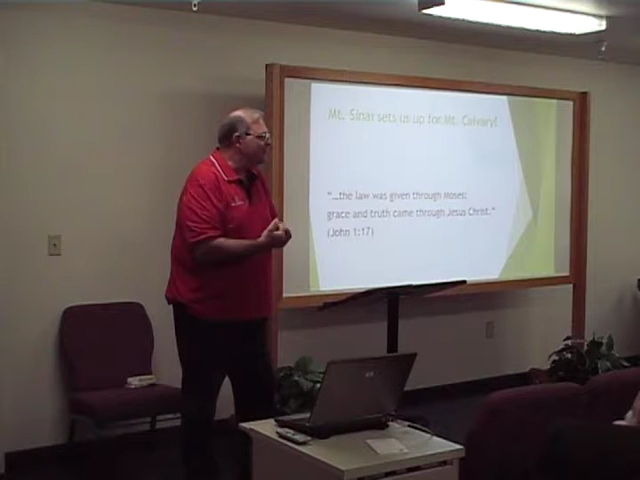 Mt. Sinai sets us up for Mt. Calvary!
"…the law was given through Moses;
grace and truth came through Jesus Christ."
(John 1:17)
hp